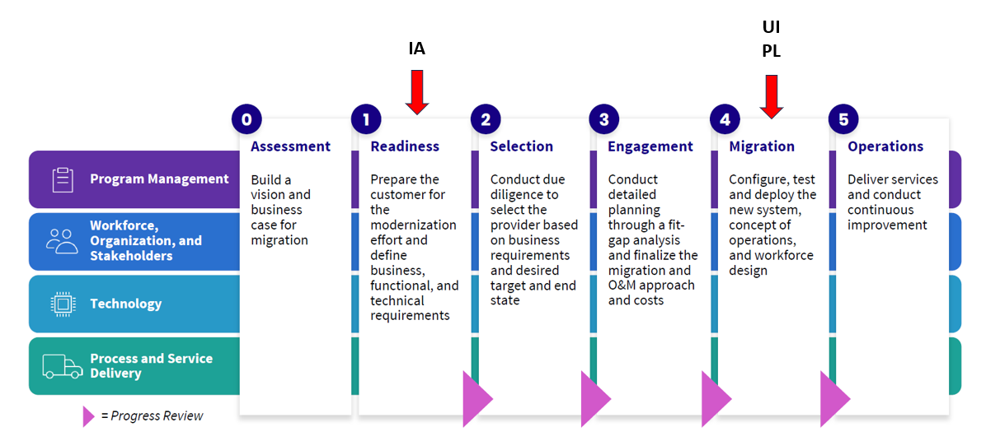 IA
UI
PL
0
1
2
3
4
5
Assessment
Readiness
Selection
Engagement
Migration
Operations
Program Management
Workforce,
Organization, and
Stakeholders
Technology
Process and Service
Delivery
Build a
vision and
business
case for
migration
Prepare the
customer for
the
modernization
effort and
define
business,
functional, and
technical
requirements
Conduct due
diligence to
select the
provider based
on business
requirements
and desired
target and end
state
Conduct
detailed
planning
through a fit-
gap analysis
and finalize the
migration and
O&M approach
and costs
Configure, test
and deploy the
new system,
concept of
operations,
and workforce
design
Deliver services
and conduct
continuous
improvement
= Progress Review